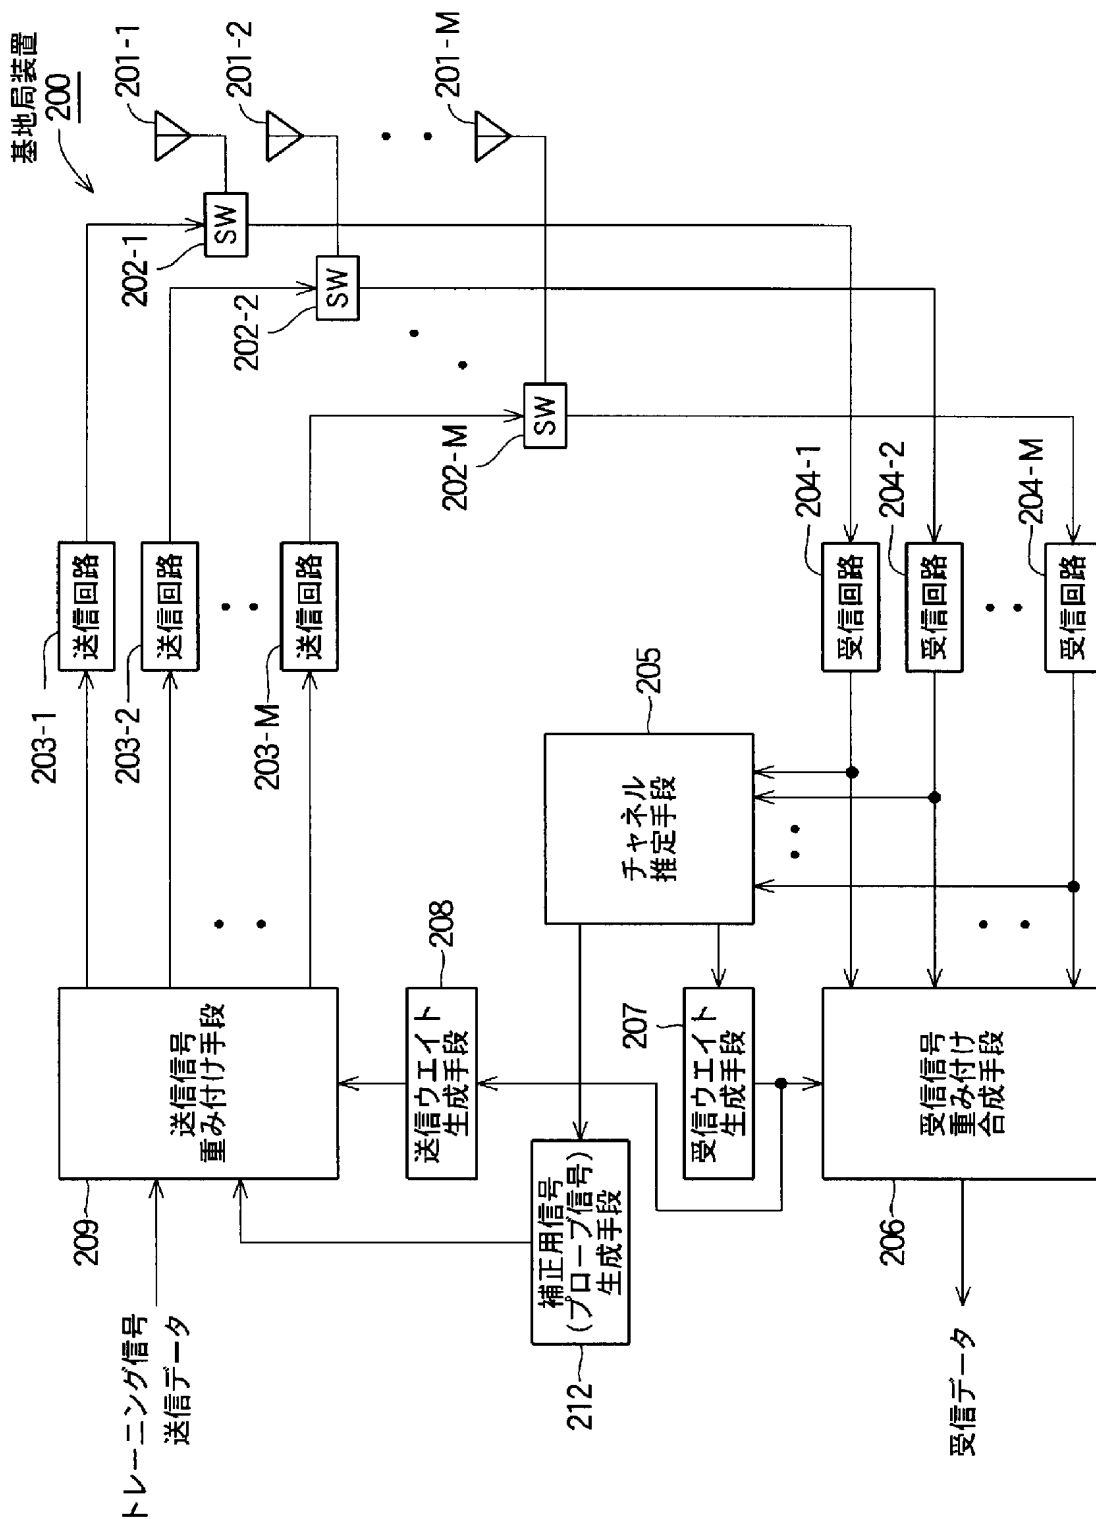 基地局装置
200
201-1
201-2
201-M
202-1
SW
202-2
SW
202-M
SW
203-1
送信回路
203-2
送信回路
203-M
送信回路
204-1
受信回路
204-2
受信回路
204-M
受信回路
205
チャネル
推定手段
208
送信ウエイト
生成手段
207
受信ウエイト
生成手段
209
送信信号
重み付け手段
206
受信信号
重み付け
合成手段
212
補正用信号
(プローブ信号)
生成手段
トレーニング信号
送信データ
受信データ